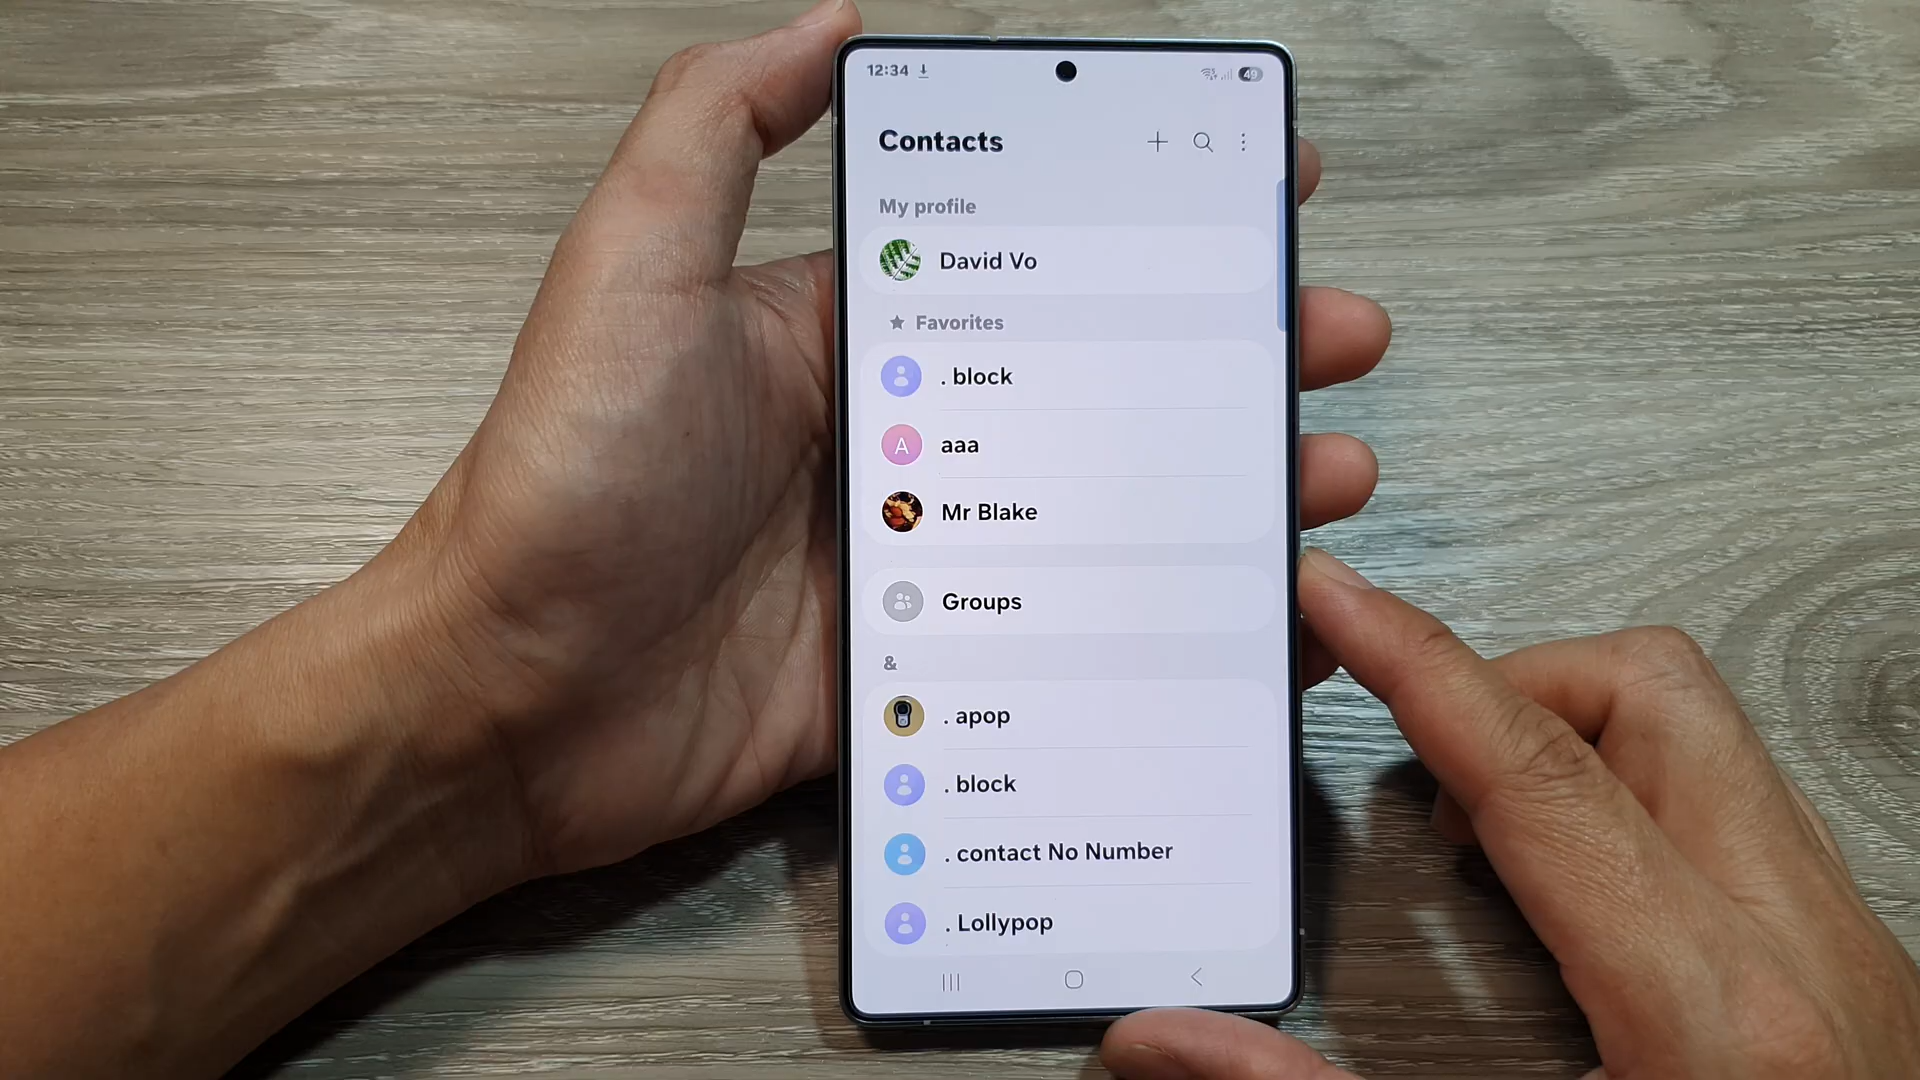 12:34
49
Contacts
My profile
David Vo
Favorites
. block
A aaa
Mr Blake
Groups
&
. apop
. block
. contact No Number
. Lollypop